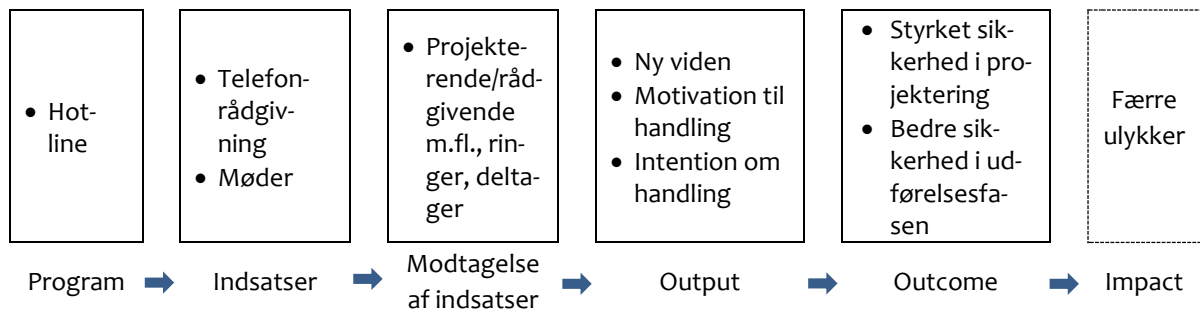 • Hot-
line
• Telefon-
rådgiv-
ning
• Møder
• Projekte-
rende/råd-
givende
m.fl., rin-
ger, delta-
ger
• Ny viden
• Motivation til
handling
• Intention om
handling
• Styrket sik-
kerhed i pro-
jektering
• Bedre sik-
kerhed i ud-
førelsesfa-
sen
Færre
ulykker
Program
Indsatser
Modtagelse
af indsatser
Output
Outcome
Impact